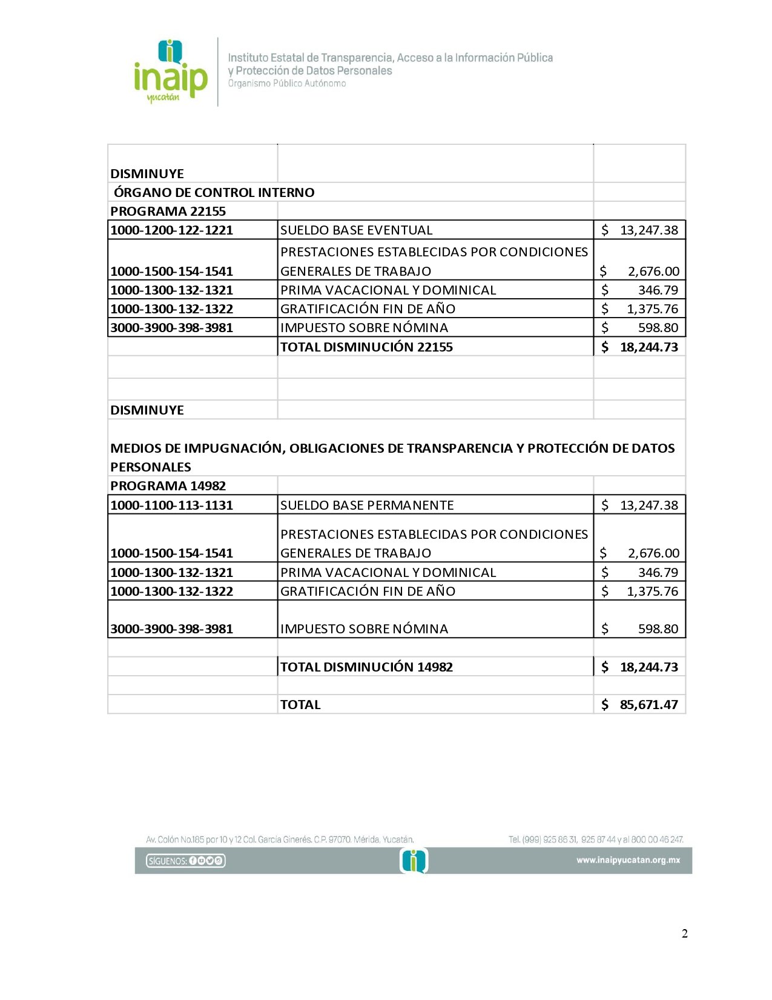 inaip
yucatán
Instituto Estatal de Transparencia, Acceso a la Información Pública
y Protección de Datos Personales
Organismo Público Autónomo
DISMINUYE
ÓRGANO DE CONTROL INTERNO
PROGRAMA 22155
1000-1200-122-1221 SUELDO BASE EVENTUAL $ 13,247.38
PRESTACIONES ESTABLECIDAS POR CONDICIONES
1000-1500-154-1541 GENERALES DE TRABAJO $ 2,676.00
1000-1300-132-1321 PRIMA VACACIONAL Y DOMINICAL $ 346.79
1000-1300-132-1322 GRATIFICACIÓN FIN DE AÑO $ 1,375.76
3000-3900-398-3981 IMPUESTO SOBRE NÓMINA $ 598.80
TOTAL DISMINUCIÓN 22155 $ 18,244.73
DISMINUYE
MEDIOS DE IMPUGNACIÓN, OBLIGACIONES DE TRANSPARENCIA Y PROTECCIÓN DE DATOS
PERSONALES
PROGRAMA 14982
1000-1100-113-1131 SUELDO BASE PERMANENTE $ 13,247.38
PRESTACIONES ESTABLECIDAS POR CONDICIONES
1000-1500-154-1541 GENERALES DE TRABAJO $ 2,676.00
1000-1300-132-1321 PRIMA VACACIONAL Y DOMINICAL $ 346.79
1000-1300-132-1322 GRATIFICACIÓN FIN DE AÑO $ 1,375.76
3000-3900-398-3981 IMPUESTO SOBRE NÓMINA $ 598.80
TOTAL DISMINUCIÓN 14982 $ 18,244.73
TOTAL $ 85,671.47
Av. Colón No.185 por 10 y 12 Col. García Ginerés. C.P. 97070. Mérida, Yucatán. Tel. (999) 925 86 31, 925 87 44 y al 800 00 46 247.
SÍGUENOS: www.inaipyucatan.org.mx
2